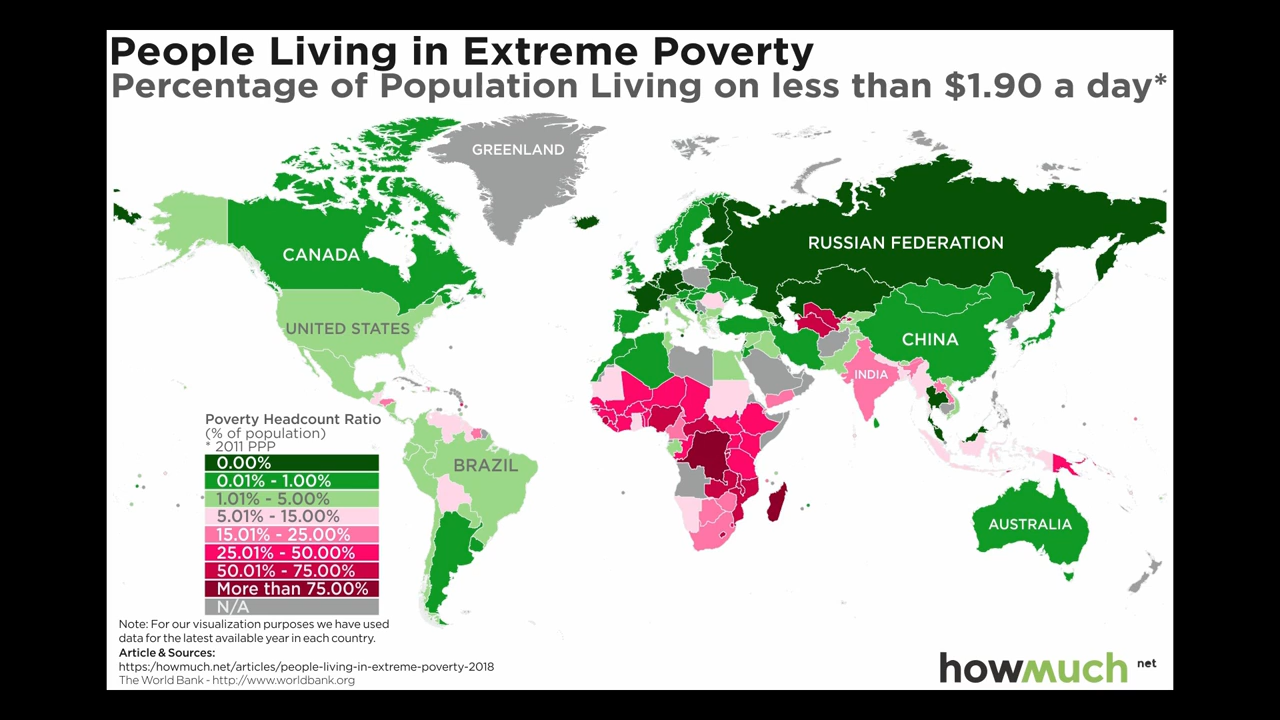 People Living in Extreme Poverty
Percentage of Population Living on less than $1.90 a day*
GREENLAND
CANADA
RUSSIAN FEDERATION
UNITED STATES
CHINA
INDIA
BRAZIL
AUSTRALIA
Poverty Headcount Ratio
(% of population)
* 2011 PPP
0.00%
0.01% - 1.00%
1.01% - 5.00%
5.01% - 15.00%
15.01% - 25.00%
25.01% - 50.00%
50.01% - 75.00%
More than 75.00%
N/A
Note: For our visualization purposes we have used
data for the latest available year in each country.
Article & Sources:
https:/howmuch.net/articles/people-living-in-extreme-poverty-2018
The World Bank - http://www.worldbank.org
howmuch net